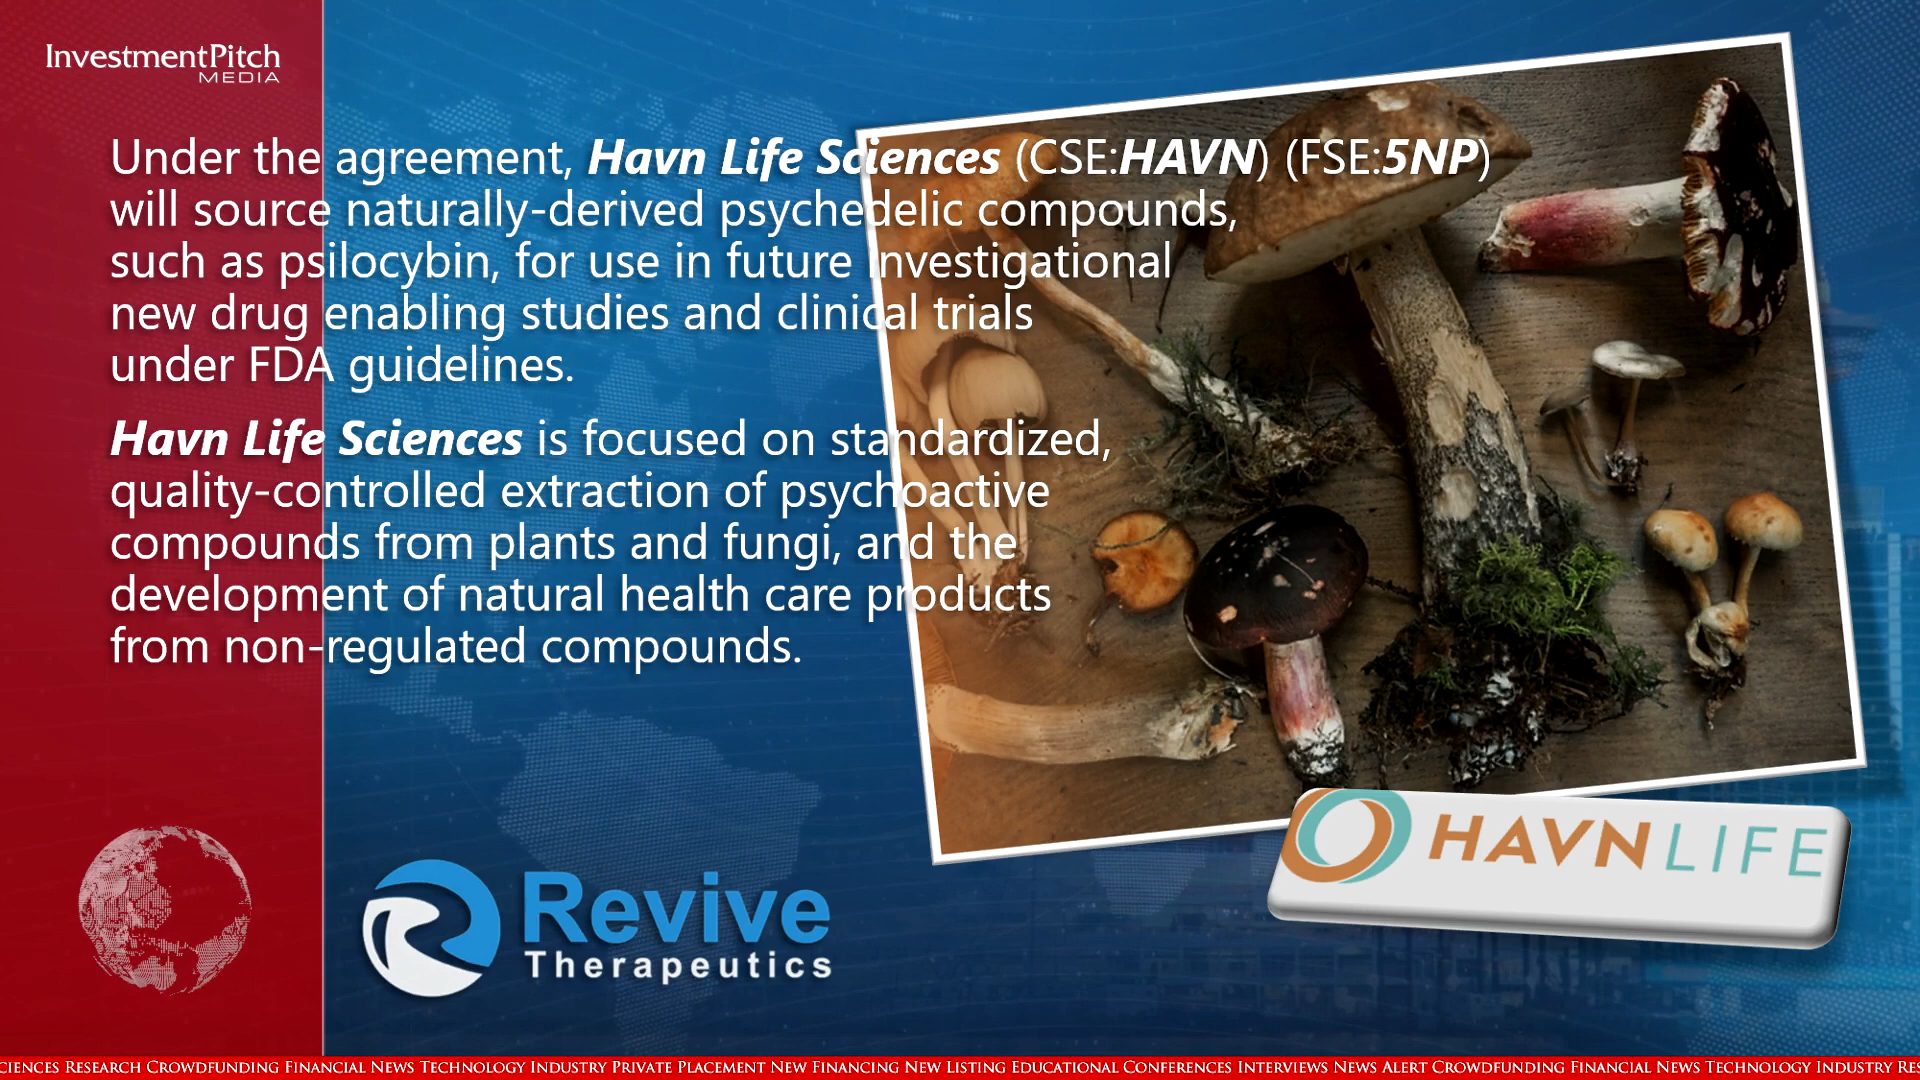 InvestmentPitch
MEDIA
Under the agreement, Havn Life Sciences (CSE:HAVN) (FSE:5NP)
will source naturally-derived psychedelic compounds,
such as psilocybin, for use in future investigational
new drug enabling studies and clinical trials
under FDA guidelines.
Havn Life Sciences is focused on standardized,
quality-controlled extraction of psychoactive
compounds from plants and fungi, and the
development of natural health care products
from non-regulated compounds.
Revive
Therapeutics
HAVN LIFE
CIENCES RESEARCH CROWDFUNDING FINANCIAL NEWS TECHNOLOGY INDUSTRY PRIVATE PLACEMENT NEW FINANCING NEW LISTING EDUCATIONAL CONFERENCES INTERVIEWS NEWS ALERT CROWDFUNDING FINANCIAL NEWS TECHNOLOGY INDUSTRY RES